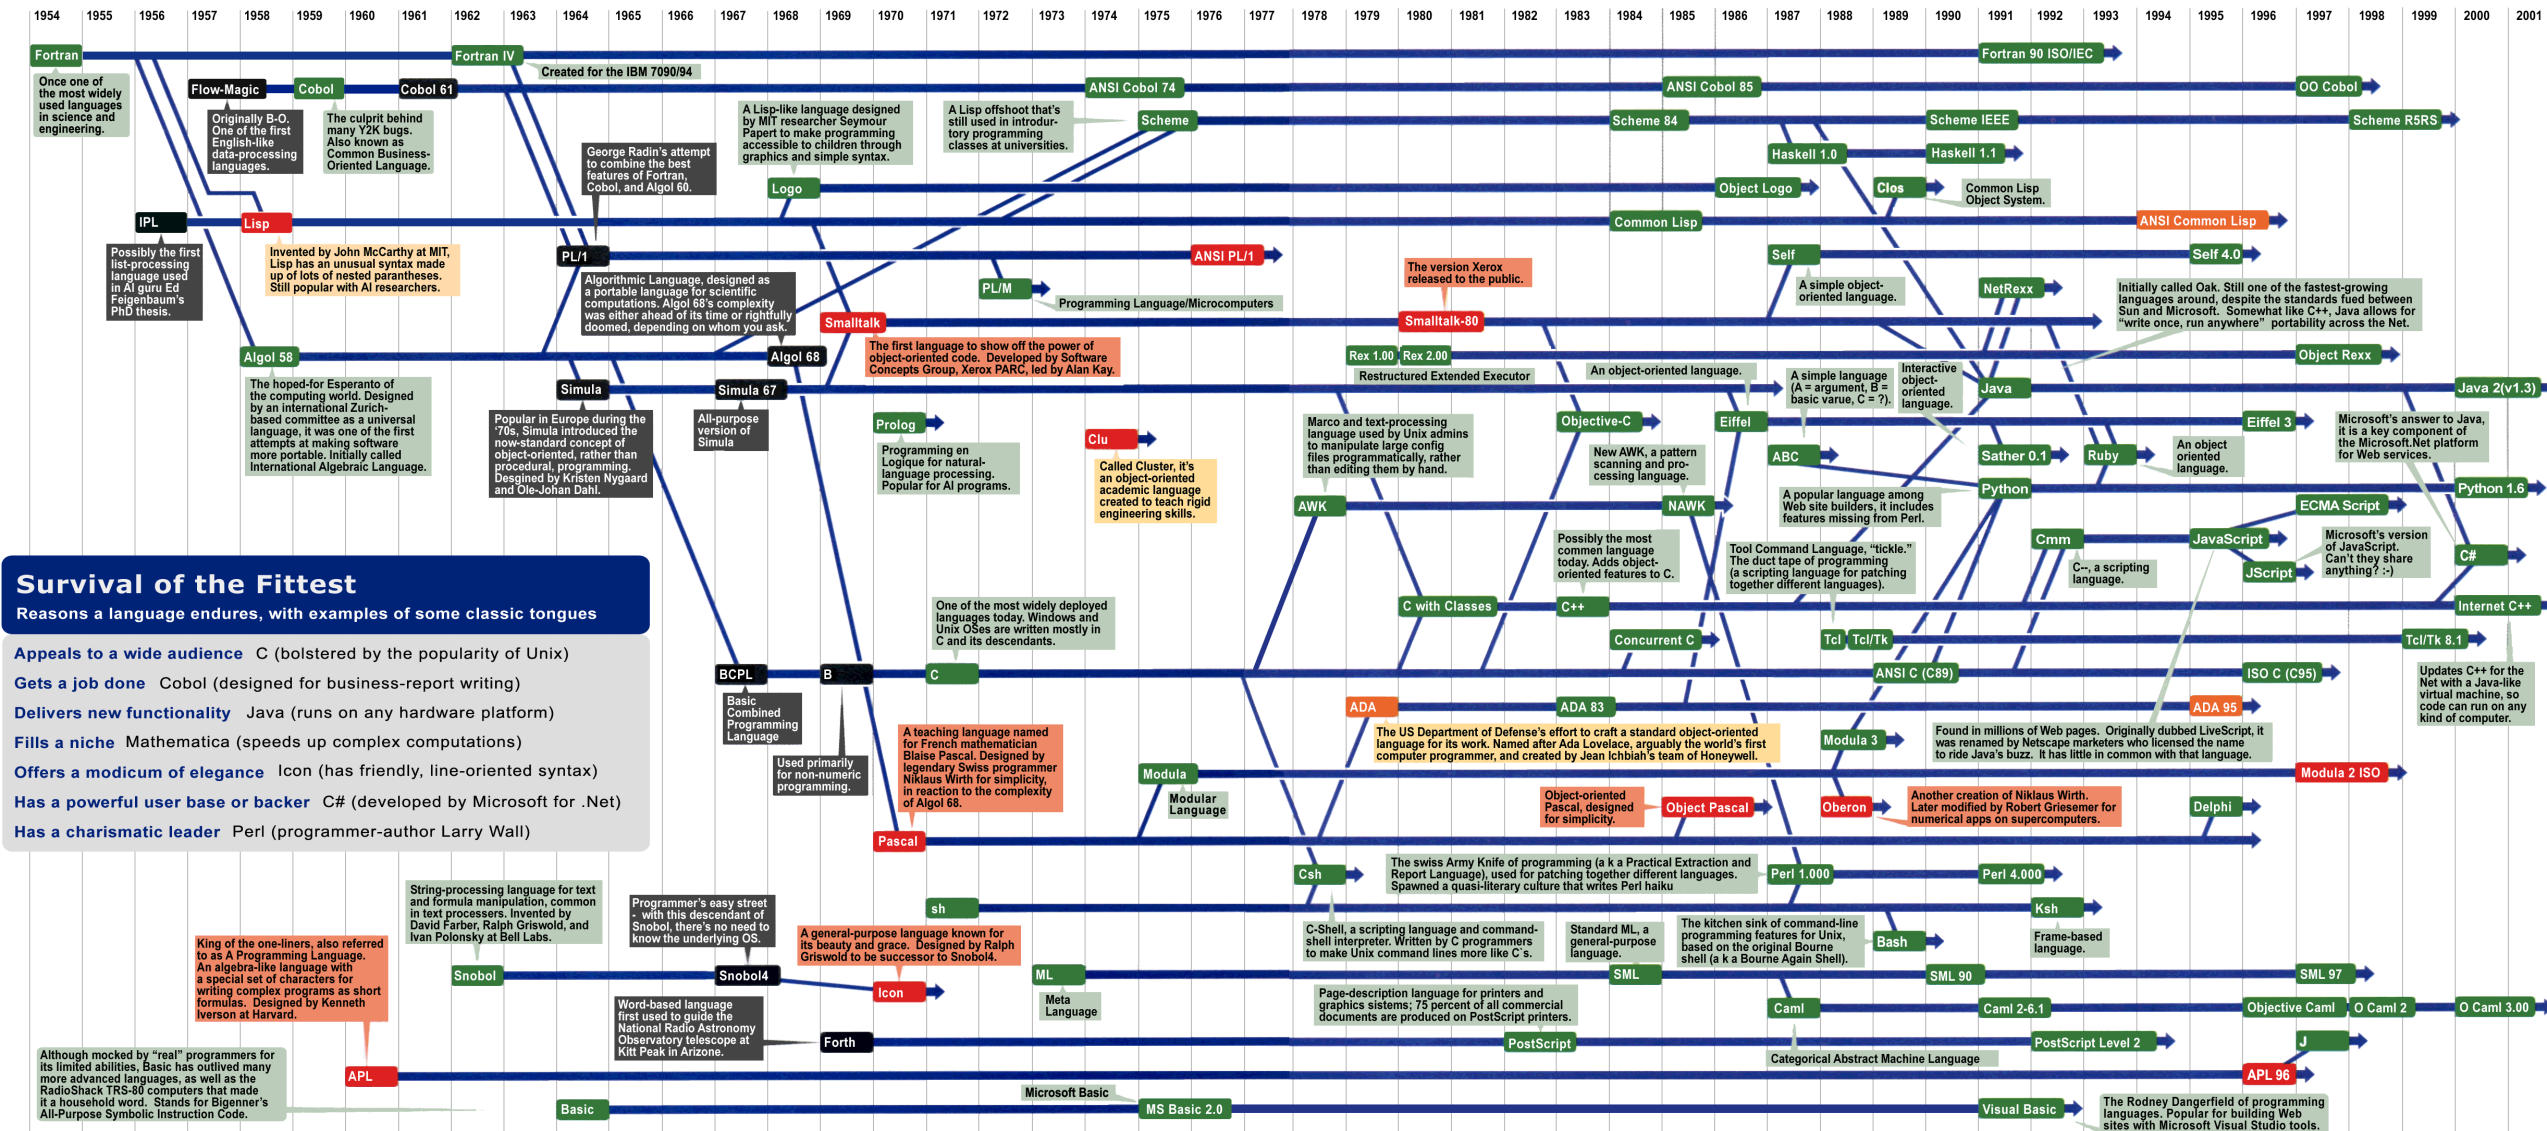 1954 1955 1956 1957 1958 1959 1960 1961 1962 1963 1964 1965 1966 1967 1968 1969 1970 1971 1972 1973 1974 1975 1976 1977 1978 1979 1980 1981 1982 1983 1984 1985 1986 1987 1988 1989 1990 1991 1992 1993 1994 1995 1996 1997 1998 1999 2000 2001
Fortran
Fortran IV
Fortran 90 ISO/IEC
Created for the IBM 7090/94
Once one of
the most widely
used languages
in science and
engineering.
Flow-Magic
Cobol
Cobol 61
ANSI Cobol 74
ANSI Cobol 85
OO Cobol
Originally B-O.
One of the first
English-like
data-processing
languages.
The culprit behind
many Y2K bugs.
Also known as
Common Business-
Oriented Language.
A Lisp-like language designed
by MIT researcher Seymour
Papert to make programming
accessible to children through
graphics and simple syntax.
A Lisp offshoot that's
still used in introdur-
tory programming
classes at universities.
Scheme
Scheme 84
Scheme IEEE
Scheme R5RS
George Radin's attempt
to combine the best
features of Fortran,
Cobol, and Algol 60.
Haskell 1.0
Haskell 1.1
Logo
Object Logo
Clos
Common Lisp
Object System.
IPL
Lisp
Common Lisp
ANSI Common Lisp
Possibly the first
list-processing
language used
in AI guru Ed
Feigenbaum's
PhD thesis.
Invented by John McCarthy at MIT,
Lisp has an unusual syntax made
up of lots of nested parantheses.
Still popular with AI researchers.
PL/1
ANSI PL/1
Self
Self 4.0
The version Xerox
released to the public.
A simple object-
oriented language.
Algorithmic Language, designed as
a portable language for scientific
computations. Algol 68's complexity
was either ahead of its time or rightfully
doomed, depending on whom you ask.
PL/M
Programming Language/Microcomputers
NetRexx
Initially called Oak. Still one of the fastest-growing
languages around, despite the standards fued between
Sun and Microsoft. Somewhat like C++, Java allows for
“write once, run anywhere” portability across the Net.
Smalltalk
Smalltalk-80
The first language to show off the power of
object-oriented code. Developed by Software
Concepts Group, Xerox PARC, led by Alan Kay.
Algol 58
Algol 68
Rex 1.00
Rex 2.00
Object Rexx
Restructured Extended Executor
The hoped-for Esperanto of
the computing world. Designed
by an international Zurich-
based committee as a universal
language, it was one of the first
attempts at making software
more portable. Initially called
International Algebraic Language.
An object-oriented language.
A simple language
(A = argument, B =
basic varue, C = ?).
Interactive
object-
oriented
language.
Simula
Simula 67
Java
Java 2(v1.3)
Popular in Europe during the
‘70s, Simula introduced the
now-standard concept of
object-oriented, rather than
procedural, programming.
Desgined by Kristen Nygaard
and Ole-Johan Dahl.
All-purpose
version of
Simula
Prolog
Programming en
Logique for natural-
language processing.
Popular for AI programs.
Clu
Called Cluster, it's
an object-oriented
academic language
created to teach rigid
engineering skills.
Marco and text-processing
language used by Unix admins
to manipulate large config
files programmatically, rather
than editing them by hand.
Objective-C
Eiffel
Eiffel 3
New AWK, a pattern
scanning and pro-
cessing language.
ABC
Sather 0.1
Ruby
An object
oriented
language.
Microsoft's answer to Java,
it is a key component of
the Microsoft.Net platform
for Web services.
A popular language among
Web site builders, it includes
features missing from Perl.
Python
Python 1.6
AWK
NAWK
ECMA Script
Possibly the most
commen language
today. Adds object-
oriented features to C.
Tool Command Language, “tickle.”
The duct tape of programming
(a scripting language for patching
together different languages).
Cmm
JavaScript
Microsoft's version
of JavaScript.
Can't they share
anything? :-)
C#
C--, a scripting
language.
JScript
Survival of the Fittest
Reasons a language endures, with examples of some classic tongues
Appeals to a wide audience C (bolstered by the popularity of Unix)
Gets a job done Cobol (designed for business-report writing)
Delivers new functionality Java (runs on any hardware platform)
Fills a niche Mathematica (speeds up complex computations)
Offers a modicum of elegance Icon (has friendly, line-oriented syntax)
Has a powerful user base or backer C# (developed by Microsoft for .Net)
Has a charismatic leader Perl (programmer-author Larry Wall)
One of the most widely deployed
languages today. Windows and
Unix OSes are written mostly in
C and its descendants.
C with Classes
C++
Internet C++
Concurrent C
Tcl
Tcl/Tk
Tcl/Tk 8.1
BCPL
B
C
ANSI C (C89)
ISO C (C95)
Basic
Combined
Programming
Language
Updates C++ for the
Net with a Java-like
virtual machine, so
code can run on any
kind of computer.
ADA
ADA 83
ADA 95
The US Department of Defense's effort to craft a standard object-oriented
language for its work. Named after Ada Lovelace, arguably the world's first
computer programmer, and created by Jean Ichbiah's team of Honeywell.
Modula 3
Found in millions of Web pages. Originally dubbed LiveScript, it
was renamed by Netscape marketers who licensed the name
to ride Java's buzz. It has little in common with that language.
Used primarily
for non-numeric
programming.
A teaching language named
for French mathematician
Blaise Pascal. Designed by
legendary Swiss programmer
Niklaus Wirth for simplicity,
in reaction to the complexity
of Algol 68.
Modula
Modula 2 ISO
Modular
Language
Object-oriented
Pascal, designed
for simplicity.
Object Pascal
Oberon
Another creation of Niklaus Wirth.
Later modified by Robert Griesemer for
numerical apps on supercomputers.
Delphi
Pascal
Csh
The swiss Army Knife of programming (a k a Practical Extraction and
Report Language), used for patching together different languages.
Spawned a quasi-literary culture that writes Perl haiku
Perl 1.000
Perl 4.000
String-processing language for text
and formula manipulation, common
in text processers. Invented by
David Farber, Ralph Griswold, and
Ivan Polonsky at Bell Labs.
Programmer's easy street
- with this descendant of
Snobol, there's no need to
know the underlying OS.
sh
Ksh
A general-purpose language known for
its beauty and grace. Designed by Ralph
Griswold to be successor to Snobol4.
C-Shell, a scripting language and command-
shell interpreter. Written by C programmers
to make Unix command lines more like C`s.
Standard ML, a
general-purpose
language.
The kitchen sink of command-line
programming features for Unix,
based on the original Bourne
shell (a k a Bourne Again Shell).
Bash
Frame-based
language.
King of the one-liners, also referred
to as A Programming Language.
An algebra-like language with
a special set of characters for
writing complex programs as short
formulas. Designed by Kenneth
Iverson at Harvard.
Snobol
Snobol4
Icon
ML
SML
SML 90
SML 97
Meta
Language
Page-description language for printers and
graphics sistems; 75 percent of all commercial
documents are produced on PostScript printers.
Caml
Caml 2-6.1
Objective Caml
O Caml 2
O Caml 3.00
Word-based language
first used to guide the
National Radio Astronomy
Observatory telescope at
Kitt Peak in Arizone.
Forth
PostScript
PostScript Level 2
J
Categorical Abstract Machine Language
Although mocked by “real” programmers for
its limited abilities, Basic has outlived many
more advanced languages, as well as the
RadioShack TRS-80 computers that made
it a household word. Stands for Bigenner's
All-Purpose Symbolic Instruction Code.
APL
APL 96
Microsoft Basic
Basic
MS Basic 2.0
Visual Basic
The Rodney Dangerfield of programming
languages. Popular for building Web
sites with Microsoft Visual Studio tools.